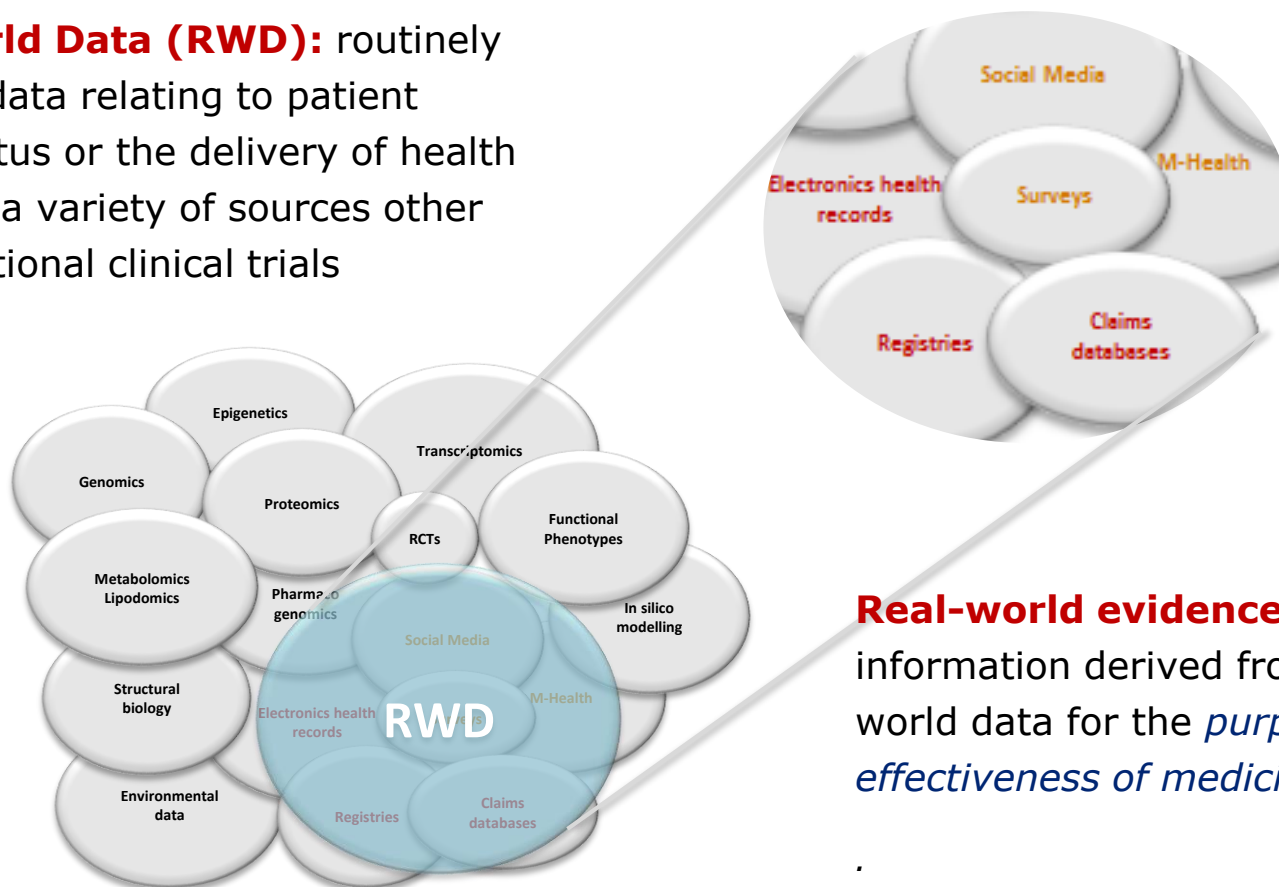 rld Data (RWD): routinely
data relating to patient
tus or the delivery of health
a variety of sources other
tional clinical trials
Social Media
M-Health
Electronics health
records
Surveys
Registries
Claims
databases
Epigenetics
Transcriptomics
Genomics
Proteomics
RCTs
Functional
Phenotypes
Metabolomics
Lipodomics
Pharmaco
genomics
In silico
modelling
Social Media
Structural
biology
M-Health
Electronics health
records
RWD
Environmental
data
Registries
Claims
databases
Real-world evidence
information derived fro
world data for the purp
effectiveness of medici
.